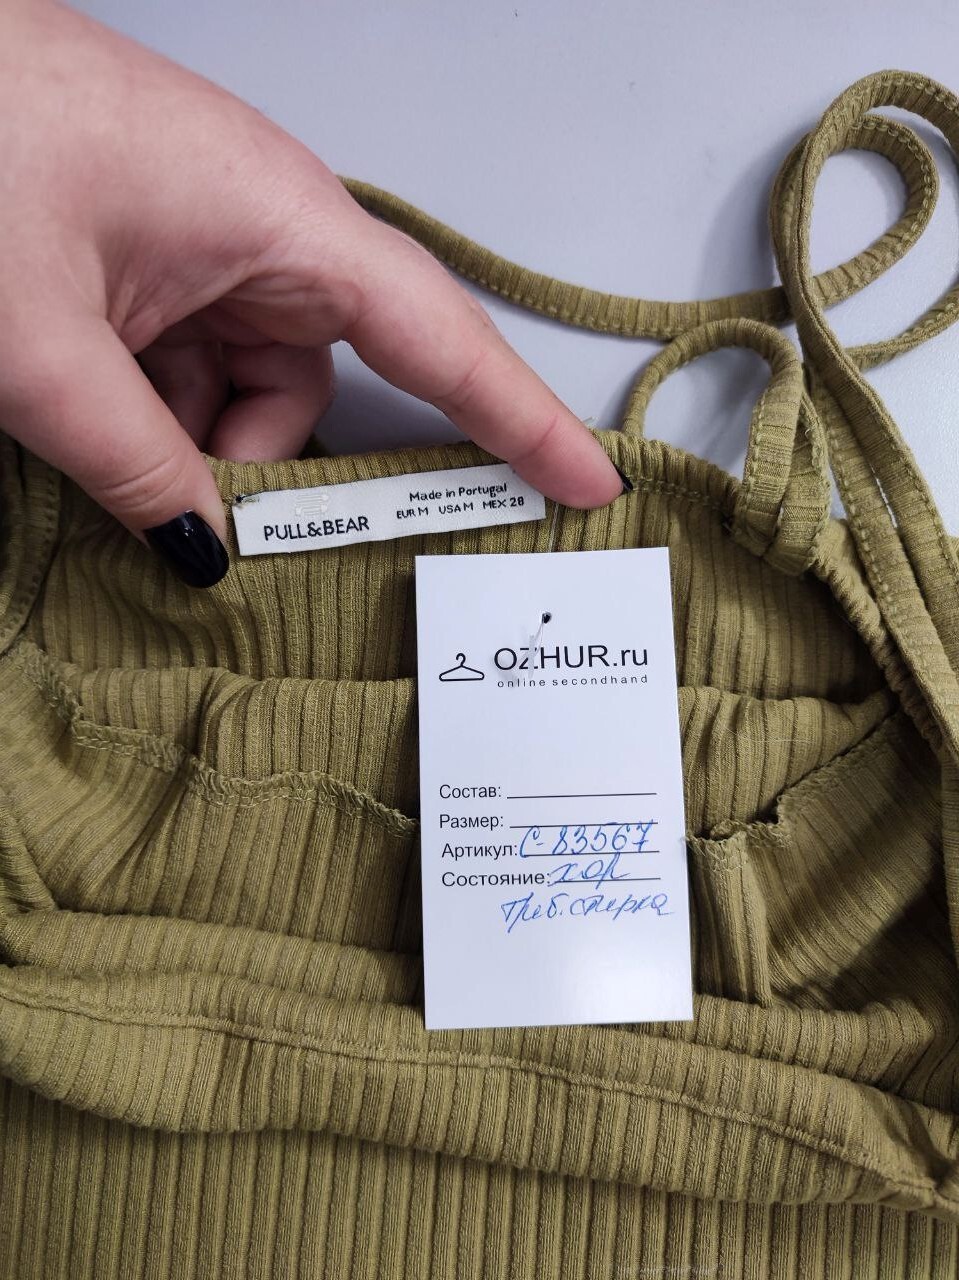 Made in Portugal
PULL&BEAR EUR M USA M MEX 28
OZHUR.ru
online secondhand
Состав:
Размер:
Артикул: С-83567
Состояние: хор
треб. стирка